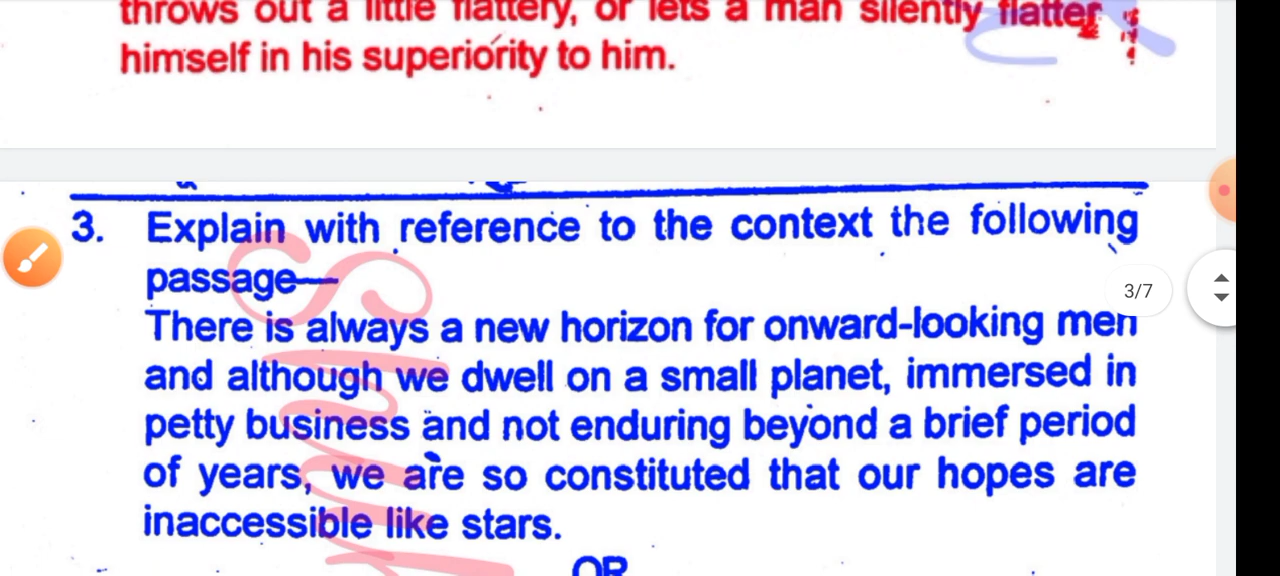 throws out a little flattery, or lets a man silently flatter
himself in his superiority to him.
3. Explain with reference to the context the following
passage—
There is always a new horizon for onward-looking men
and although we dwell on a small planet, immersed in
petty business and not enduring beyond a brief period
of years, we are so constituted that our hopes are
inaccessible like stars.
OR
3/7